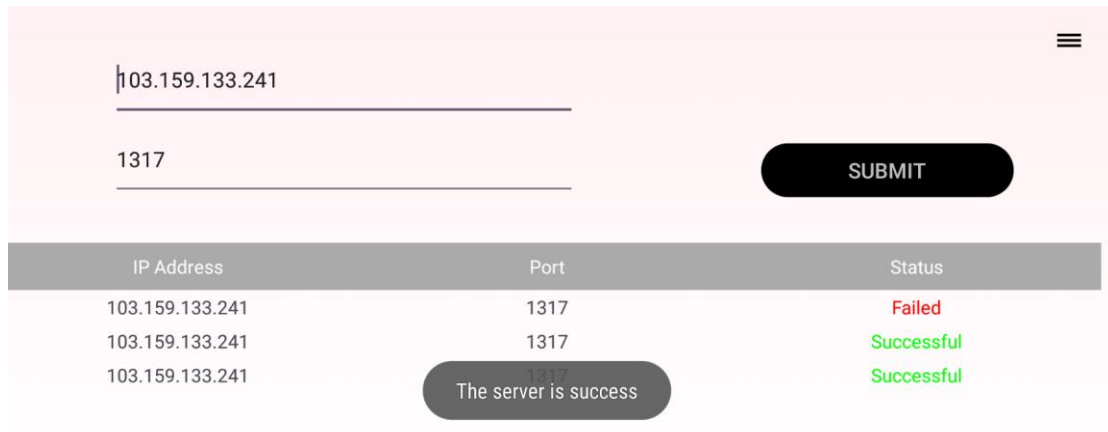 103.159.133.241
1317
SUBMIT
IP Address Port Status
103.159.133.241 1317 Failed
103.159.133.241 1317 Successful
103.159.133.241 1317 Successful
The server is success